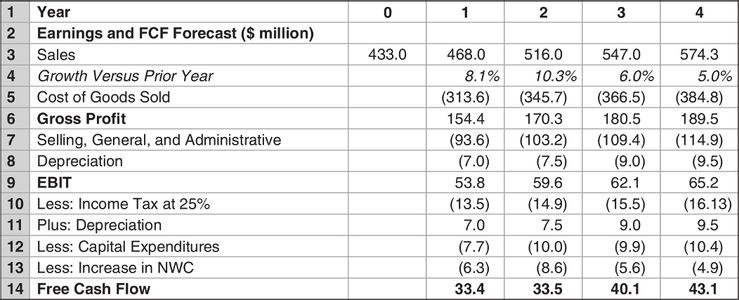 1 Year 0 1 2 3 4
2 Earnings and FCF Forecast ($ million)
3 Sales 433.0 468.0 516.0 547.0 574.3
4 Growth Versus Prior Year 8.1% 10.3% 6.0% 5.0%
5 Cost of Goods Sold (313.6) (345.7) (366.5) (384.8)
6 Gross Profit 154.4 170.3 180.5 189.5
7 Selling, General, and Administrative (93.6) (103.2) (109.4) (114.9)
8 Depreciation (7.0) (7.5) (9.0) (9.5)
9 EBIT 53.8 59.6 62.1 65.2
10 Less: Income Tax at 25% (13.5) (14.9) (15.5) (16.13)
11 Plus: Depreciation 7.0 7.5 9.0 9.5
12 Less: Capital Expenditures (7.7) (10.0) (9.9) (10.4)
13 Less: Increase in NWC (6.3) (8.6) (5.6) (4.9)
14 Free Cash Flow 33.4 33.5 40.1 43.1